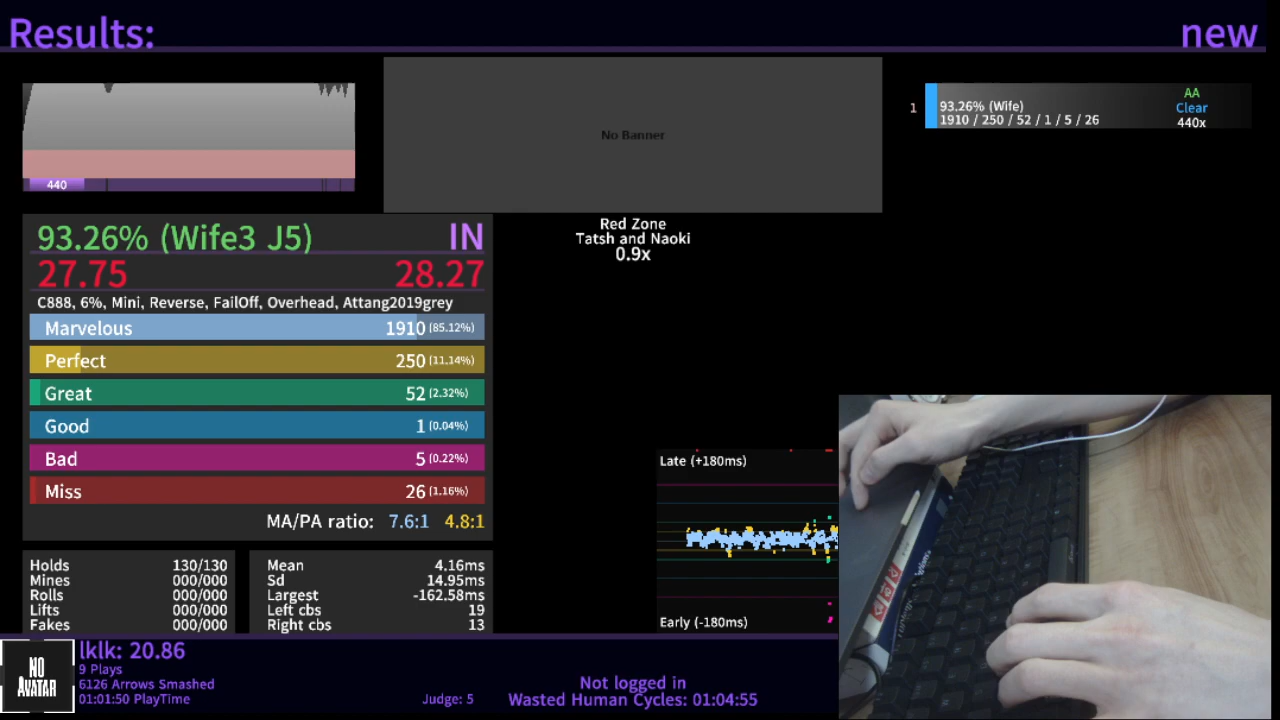 Results:
new
440
No Banner
1
93.26% (Wife)
1910 / 250 / 52 / 1 / 5 / 26
AA
Clear
440x
93.26% (Wife3 J5)
IN
27.75
28.27
C888, 6%, Mini, Reverse, FailOff, Overhead, Attang2019grey
Marvelous 1910 (85.12%)
Perfect 250 (11.14%)
Great 52 (2.32%)
Good 1 (0.04%)
Bad 5 (0.22%)
Miss 26 (1.16%)
MA/PA ratio: 7.6:1 4.8:1
Red Zone
Tatsh and Naoki
0.9x
Holds 130/130
Mines 000/000
Rolls 000/000
Lifts 000/000
Fakes 000/000
Mean 4.16ms
Sd 14.95ms
Largest -162.58ms
Left cbs 19
Right cbs 13
Late (+180ms)
Early (-180ms)
NO
AVATAR
lklk: 20.86
9 Plays
6126 Arrows Smashed
01:01:50 PlayTime
Judge: 5
Not logged in
Wasted Human Cycles: 01:04:55